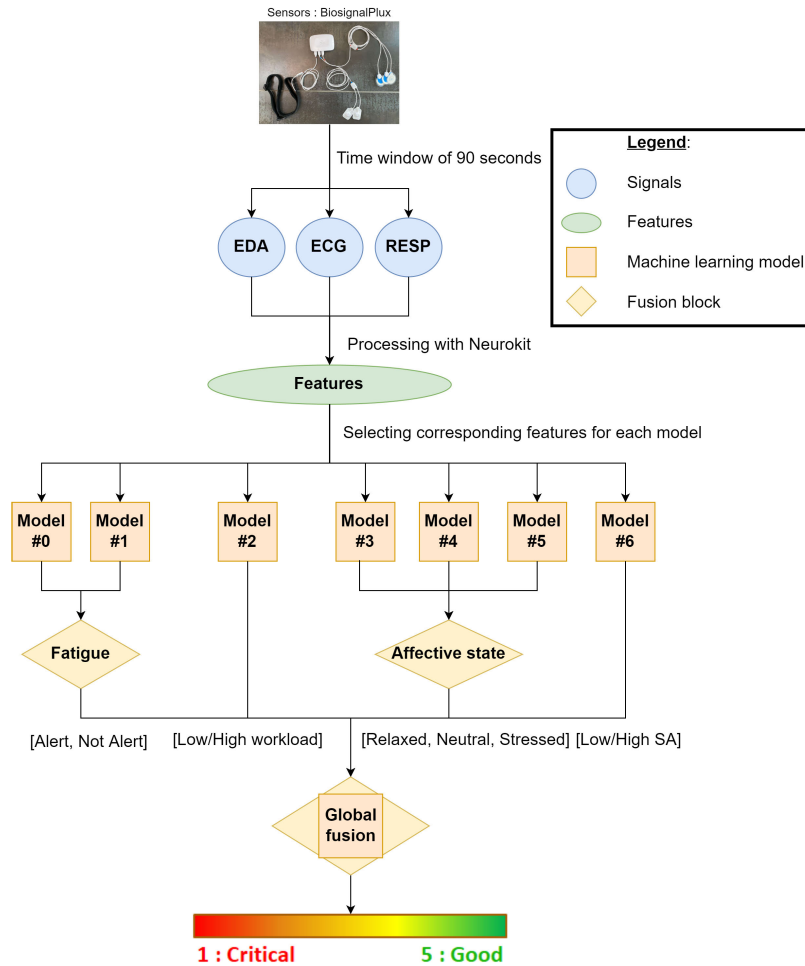 Sensors : BiosignalPlux
Time window of 90 seconds
Legend:
Signals
Features
Machine learning model
Fusion block
EDA
ECG
RESP
Processing with Neurokit
Features
Selecting corresponding features for each model
Model
#0
Model
#1
Model
#2
Model
#3
Model
#4
Model
#5
Model
#6
Fatigue
Affective state
[Alert, Not Alert]
[Low/High workload]
[Relaxed, Neutral, Stressed]
[Low/High SA]
Global
fusion
1 : Critical
5 : Good